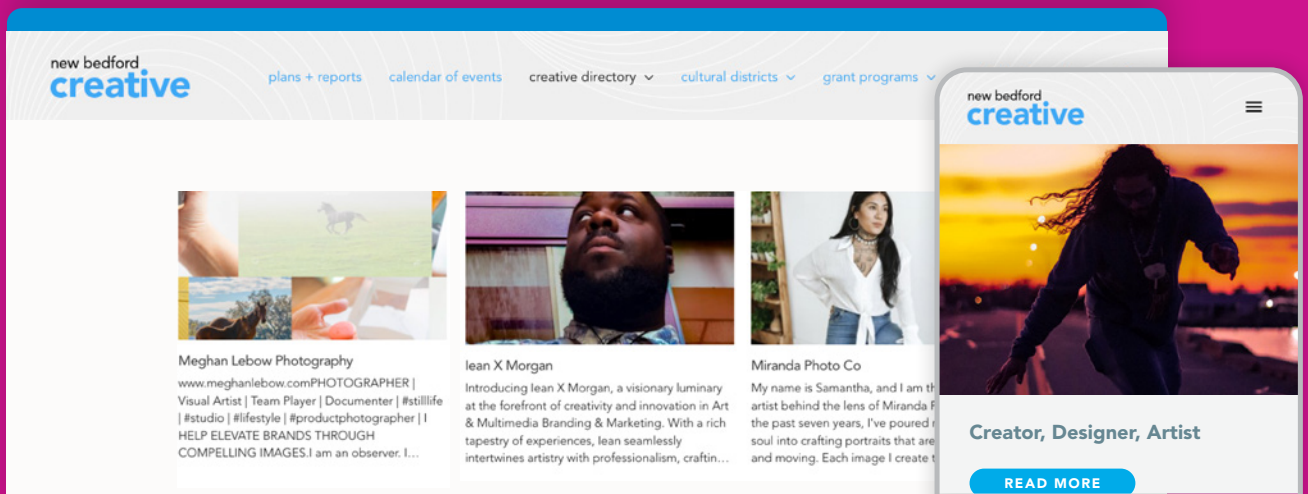 new bedford
creative
plans + reports
calendar of events
creative directory
cultural districts
grant programs
Meghan Lebow Photography
www.meghanlebow.comPHOTOGRAPHER |
Visual Artist | Team Player | Documenter | #stilllife
| #studio | #lifestyle | #productphotographer | I
HELP ELEVATE BRANDS THROUGH
COMPELLING IMAGES.I am an observer. I...
Iean X Morgan
Introducing Iean X Morgan, a visionary luminary
at the forefront of creativity and innovation in Art
& Multimedia Branding & Marketing. With a rich
tapestry of experiences, Iean seamlessly
intertwines artistry with professionalism, craftin...
Miranda Photo Co
My name is Samantha, and I am th
artist behind the lens of Miranda
the past seven years, I've poured
soul into crafting portraits that are
and moving. Each image I create
new bedford
creative
Creator, Designer, Artist
READ MORE